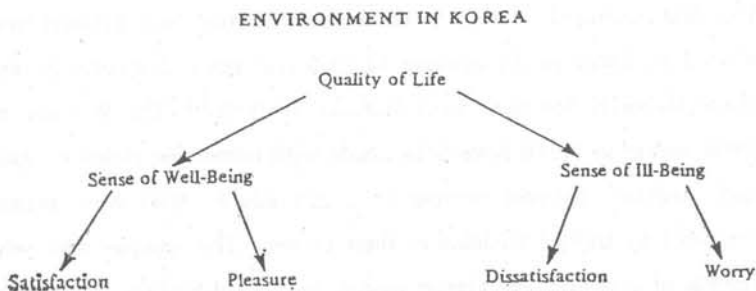 ENVIRONMENT IN KOREA
Quality of Life
Sense of Well-Being Sense of Ill-Being
Satisfaction Pleasure Dissatisfaction Worry